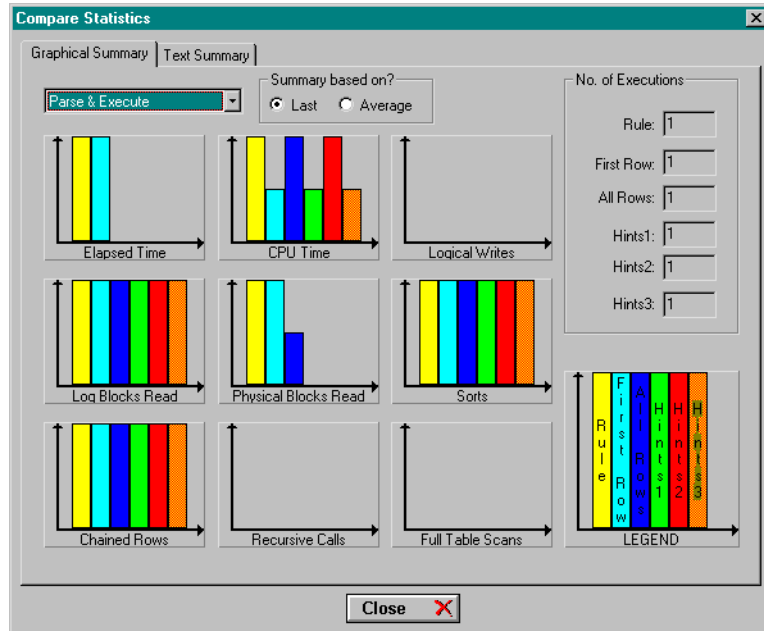 Compare Statistics
Graphical Summary
Text Summary
Parse & Execute
Summary based on?
Last
Average
No. of Executions
Rule: 1
First Row: 1
All Rows: 1
Hints1: 1
Hints2: 1
Hints3: 1
Elapsed Time
CPU Time
Logical Writes
Log Blocks Read
Physical Blocks Read
Sorts
Chained Rows
Recursive Calls
Full Table Scans
Rule
First Row
All Rows
Hints1
Hints2
Hints3
LEGEND
Close